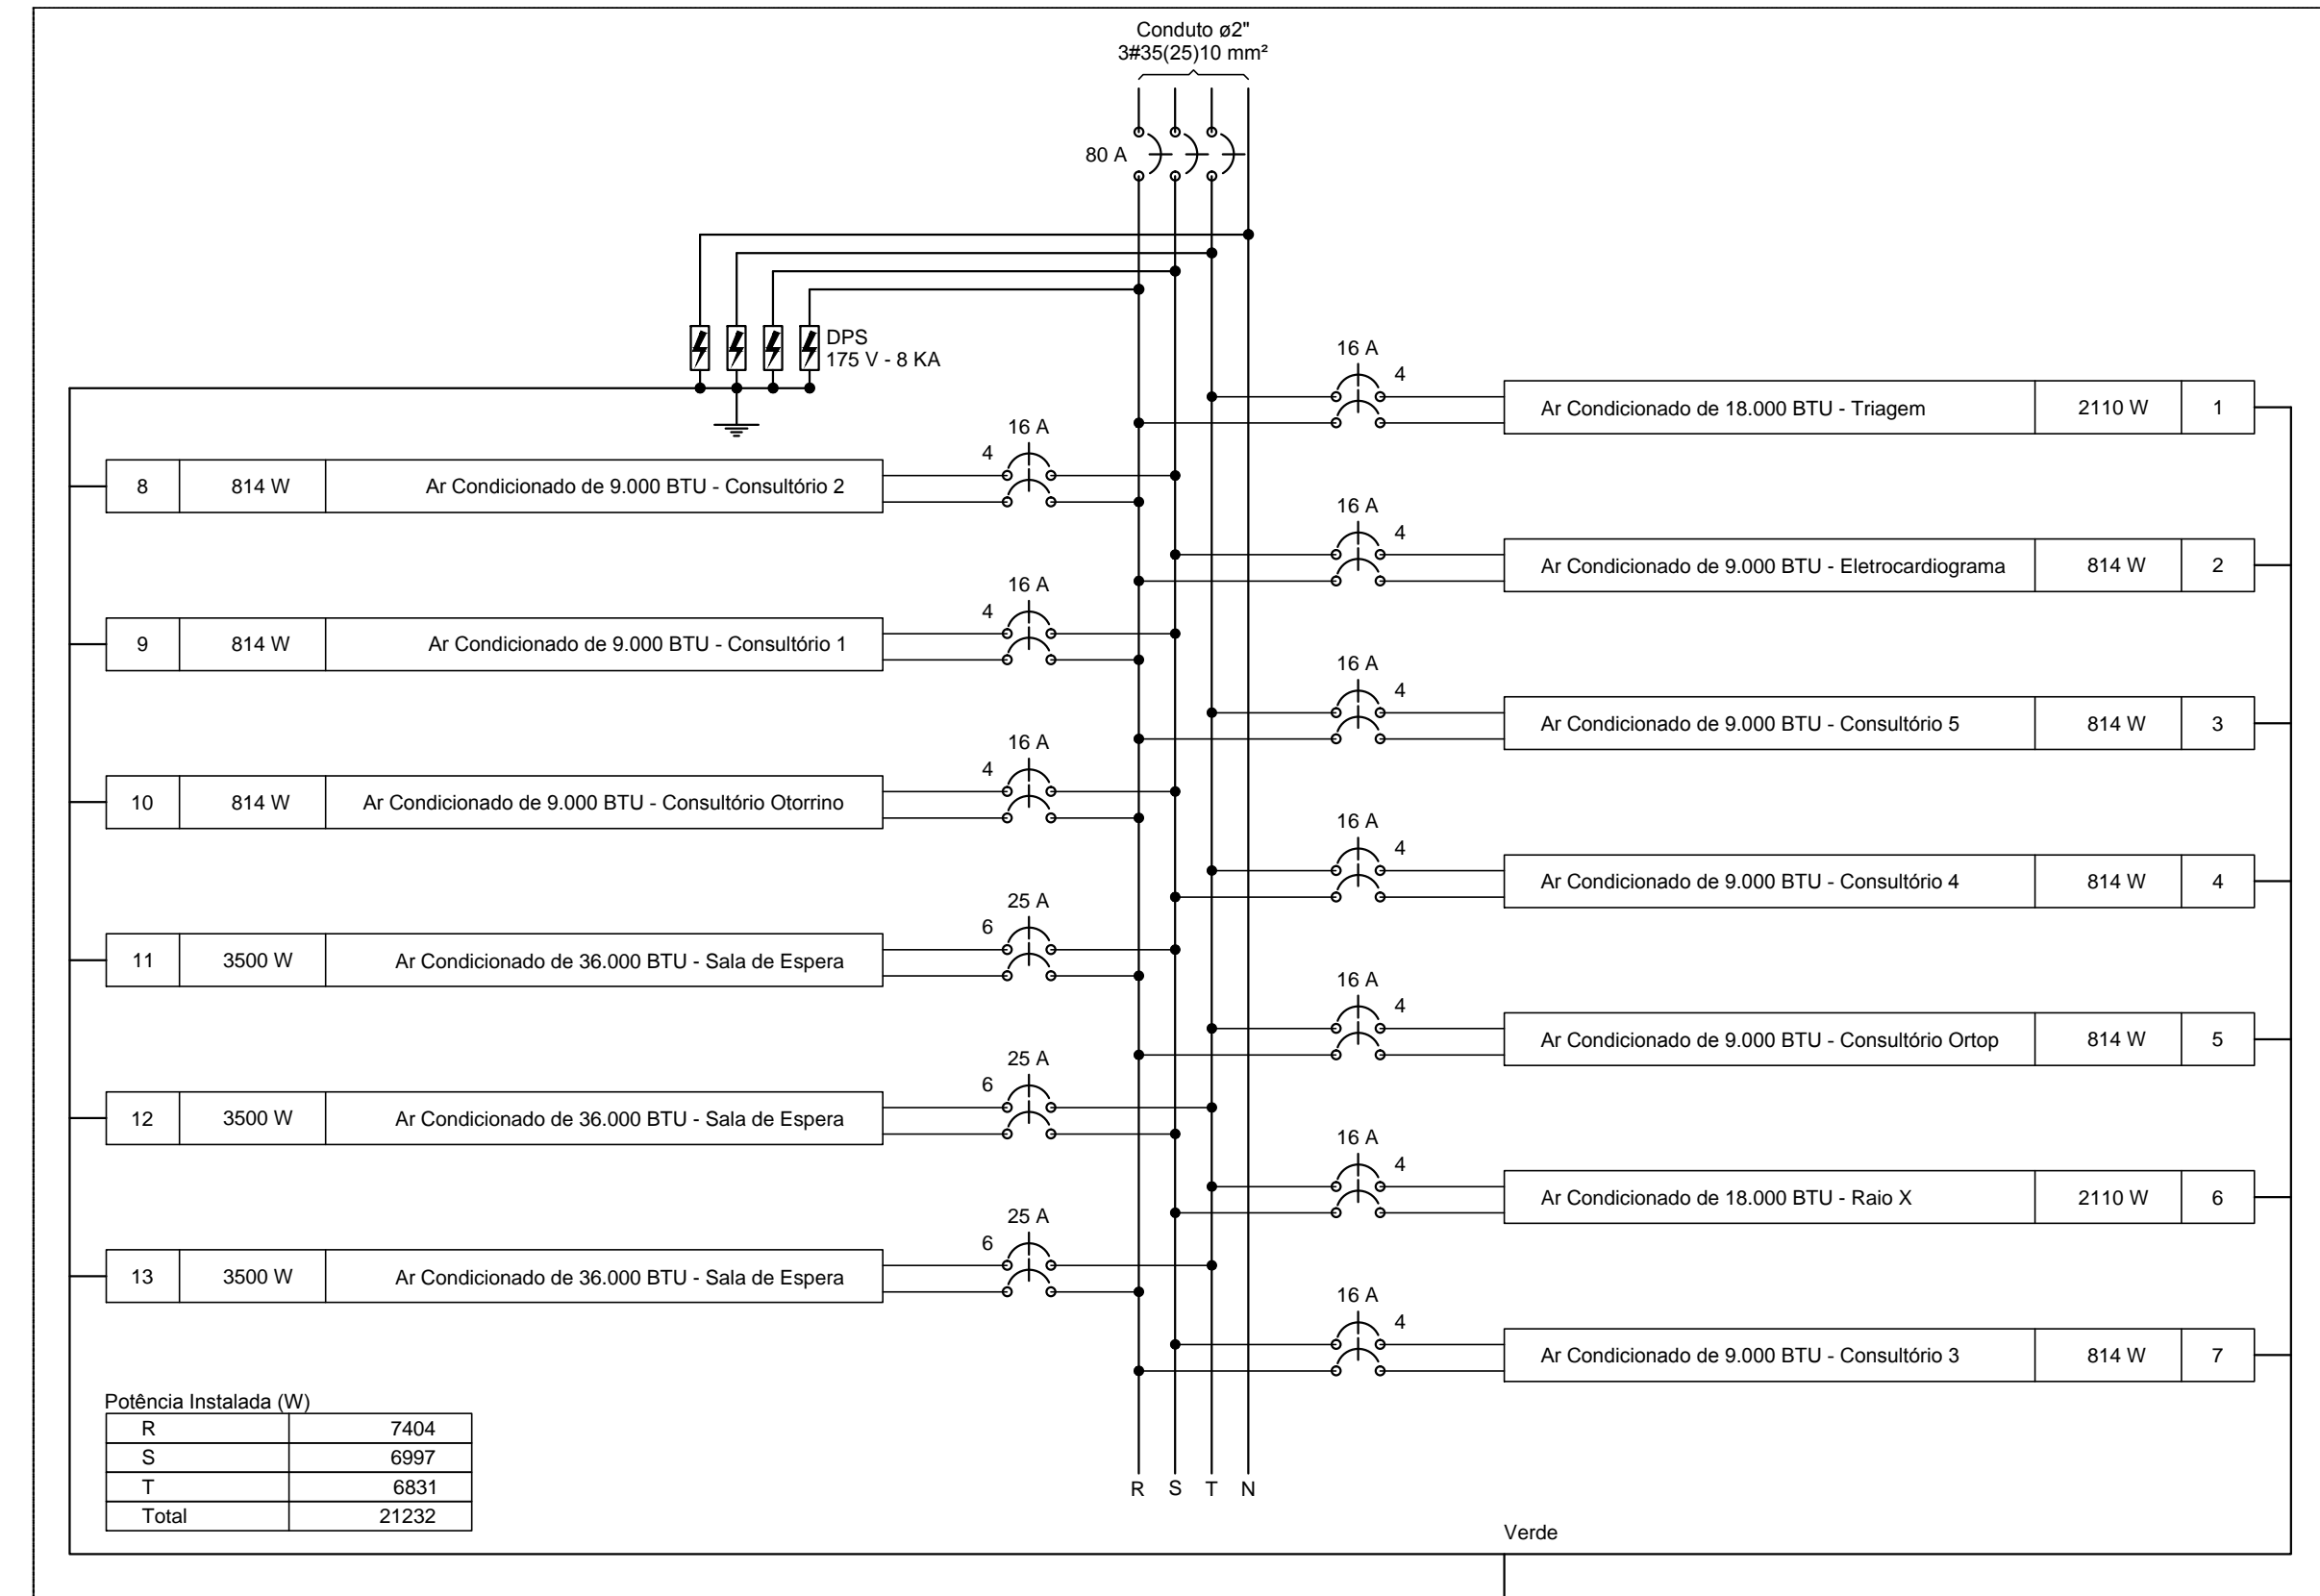 Conduto ø2"
3#35(25)10 mm²
80 A
DPS
175 V - 8 KA
16 A
4
Ar Condicionado de 18.000 BTU - Triagem 2110 W 1
16 A
4
8 814 W Ar Condicionado de 9.000 BTU - Consultório 2
16 A
4
Ar Condicionado de 9.000 BTU - Eletrocardiograma 814 W 2
16 A
4
9 814 W Ar Condicionado de 9.000 BTU - Consultório 1
16 A
4
Ar Condicionado de 9.000 BTU - Consultório 5 814 W 3
16 A
4
10 814 W Ar Condicionado de 9.000 BTU - Consultório Otorrino
16 A
4
Ar Condicionado de 9.000 BTU - Consultório 4 814 W 4
25 A
6
11 3500 W Ar Condicionado de 36.000 BTU - Sala de Espera
16 A
4
Ar Condicionado de 9.000 BTU - Consultório Ortop 814 W 5
25 A
6
12 3500 W Ar Condicionado de 36.000 BTU - Sala de Espera
16 A
4
Ar Condicionado de 18.000 BTU - Raio X 2110 W 6
25 A
6
13 3500 W Ar Condicionado de 36.000 BTU - Sala de Espera
16 A
4
Ar Condicionado de 9.000 BTU - Consultório 3 814 W 7
Potência Instalada (W)
R 7404
S 6997
T 6831
Total 21232
R S T N
Verde